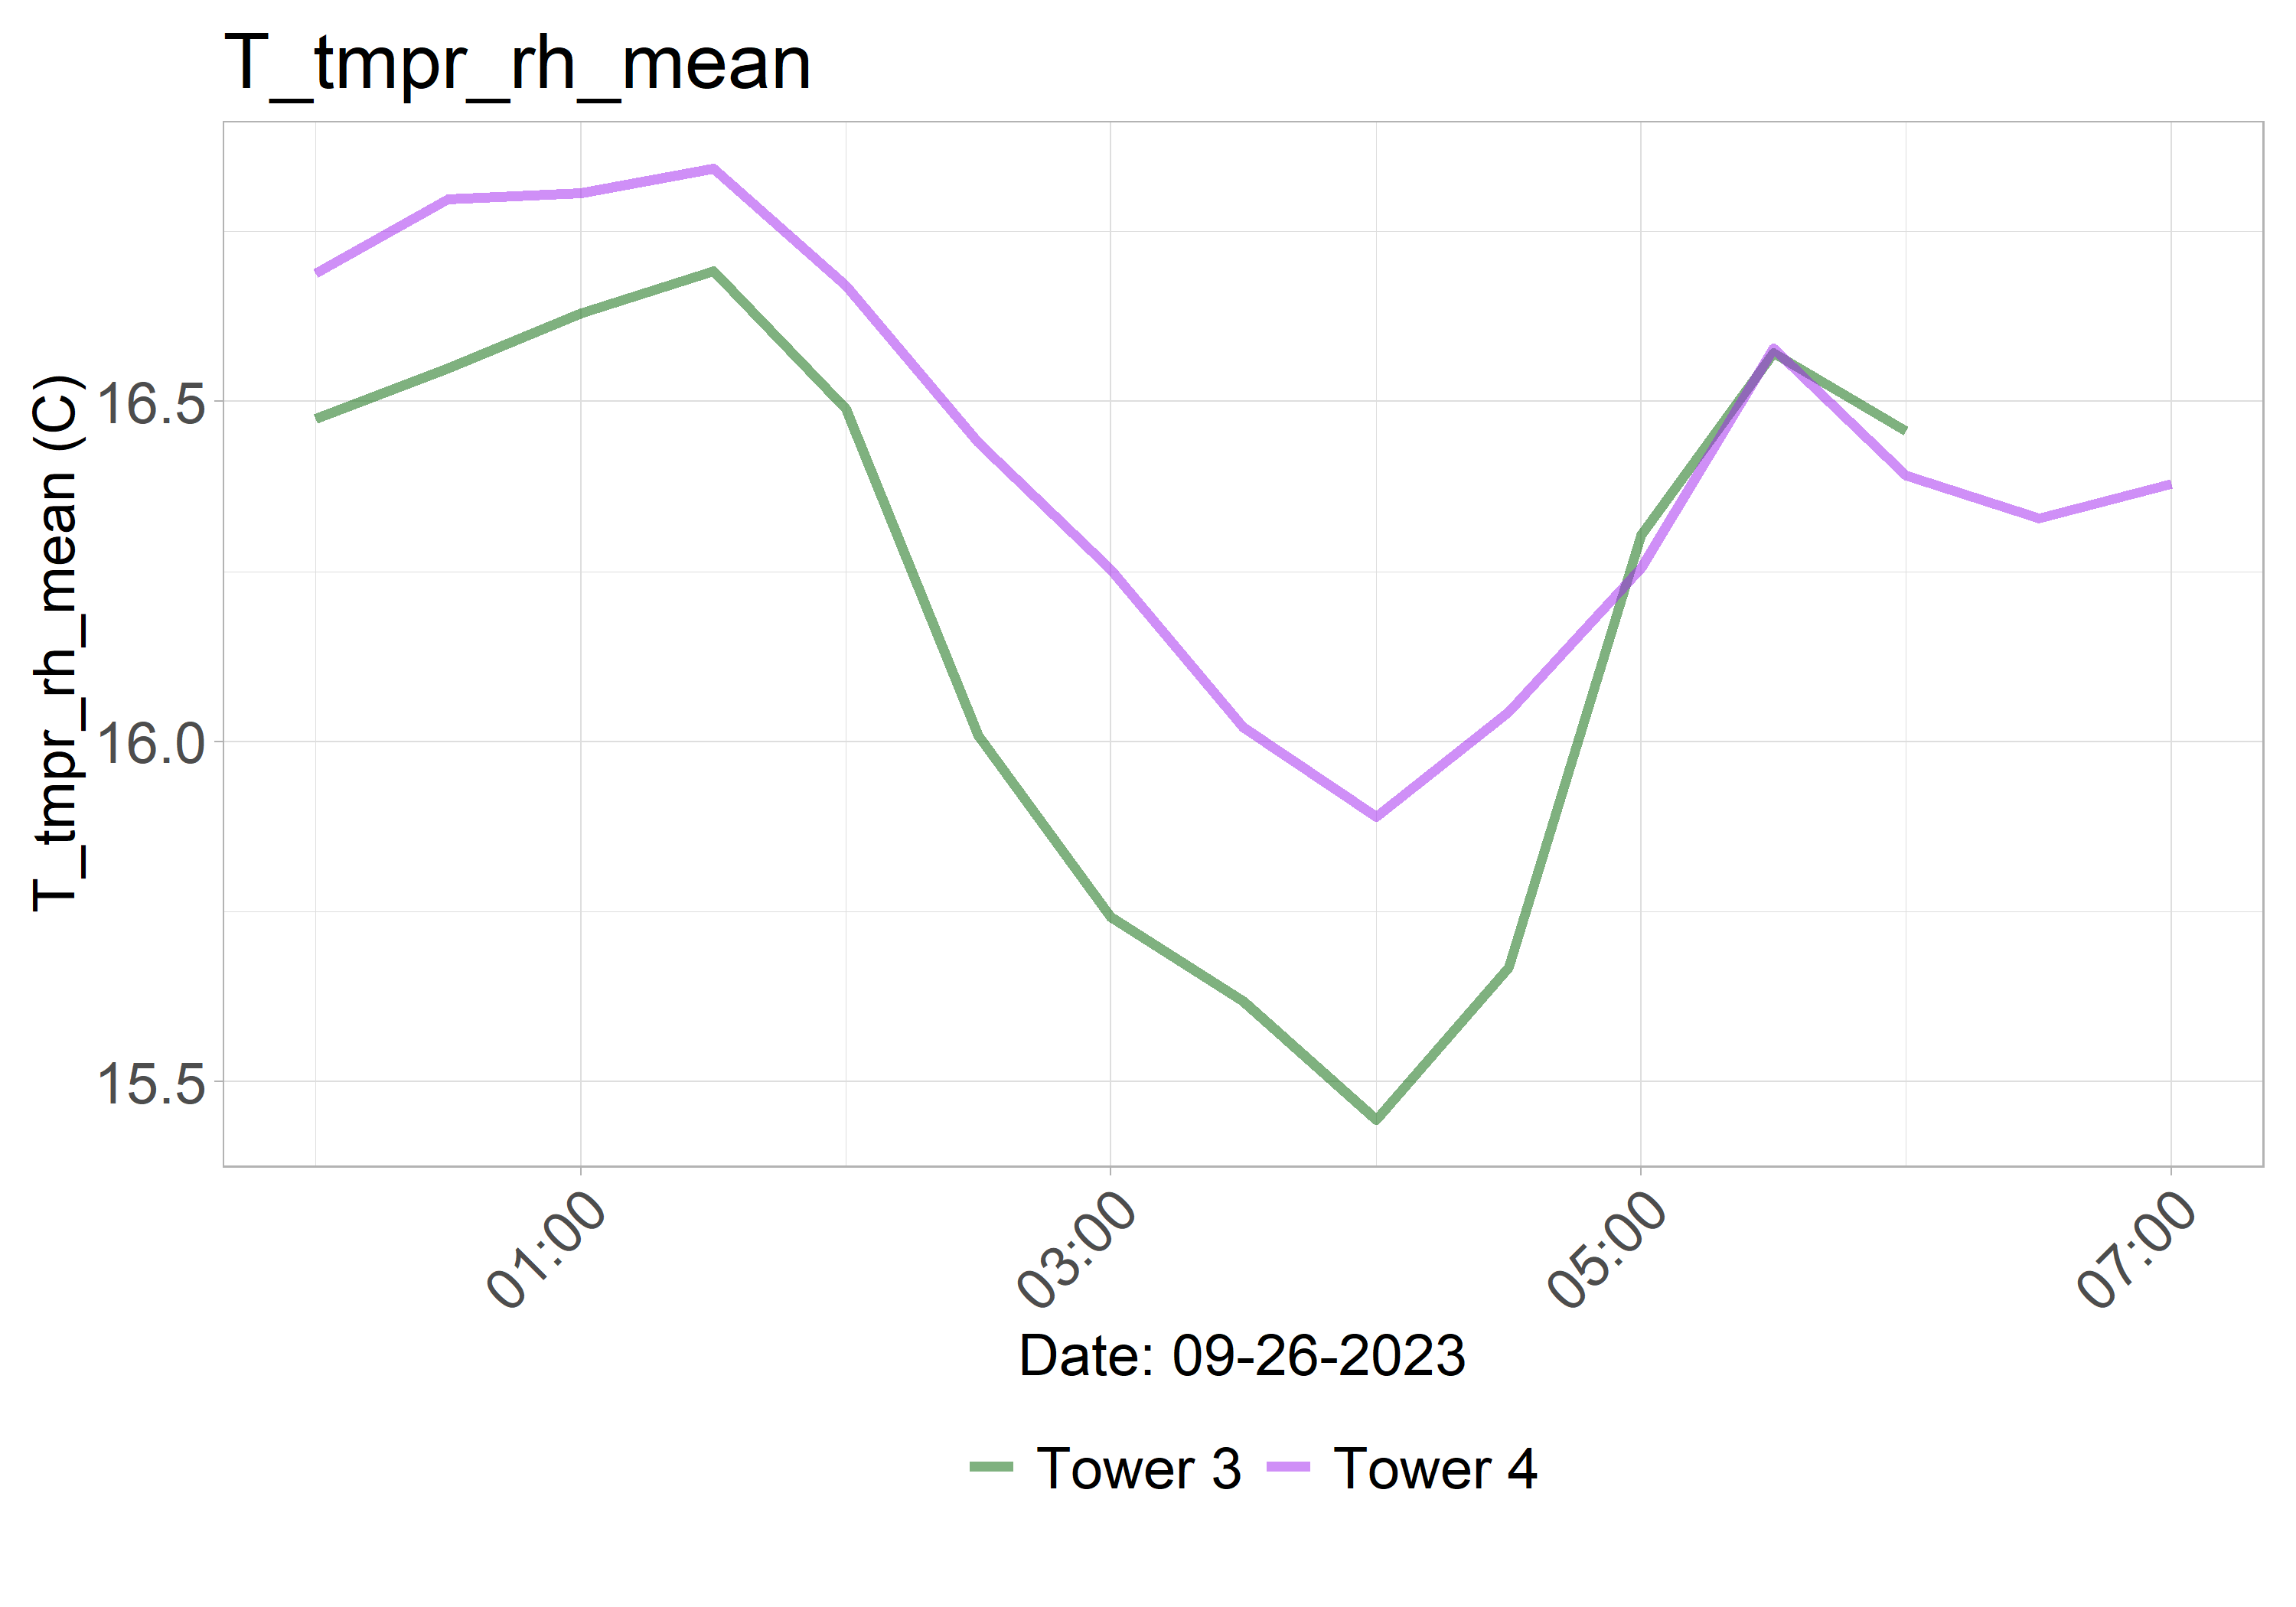 T_tmpr_rh_mean
T_tmpr_rh_mean (C)
16.5
16.0
15.5
01:00
03:00
05:00
07:00
Date: 09-26-2023
Tower 3
Tower 4